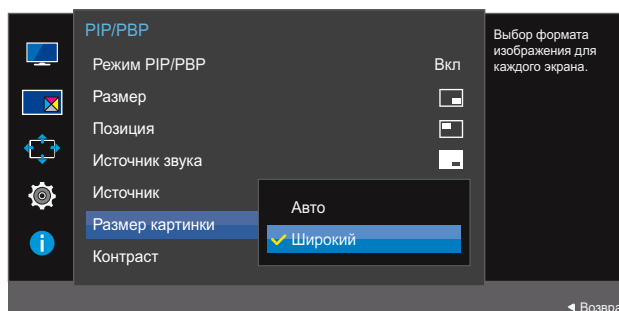 PIP/PBP
Режим PIP/PBP Вкл
Размер
Позиция
Источник звука
Источник
Размер картинки
Контраст
Авто
Широкий
Выбор формата
изображения для
каждого экрана.